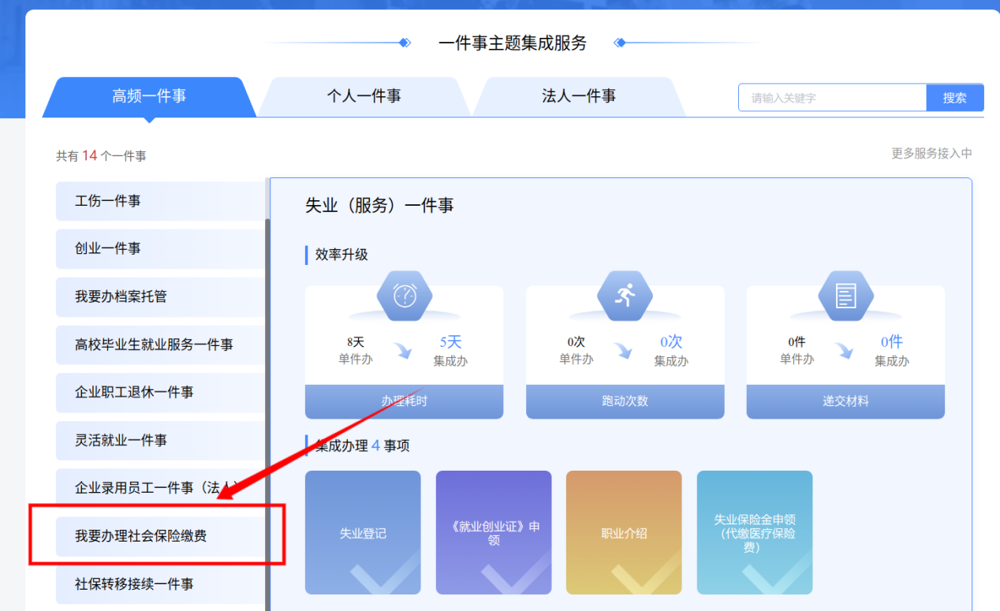 一件事主题集成服务
高频一件事
个人一件事
法人一件事
请输入关键字
搜索
共有 14 个一件事
更多服务接入中
工伤一件事
创业一件事
我要办档案托管
高校毕业生就业服务一件事
企业职工退休一件事
灵活就业一件事
企业录用员工一件事（法人）
我要办理社会保险缴费
社保转移接续一件事
失业（服务）一件事
效率升级
8天
单件办
5天
集成办
办理耗时
0次
单件办
0次
集成办
跑动次数
0件
单件办
0件
集成办
递交材料
集成办理 4 事项
失业登记
《就业创业证》申
领
职业介绍
失业保险金申领
（代缴医疗保险
费）